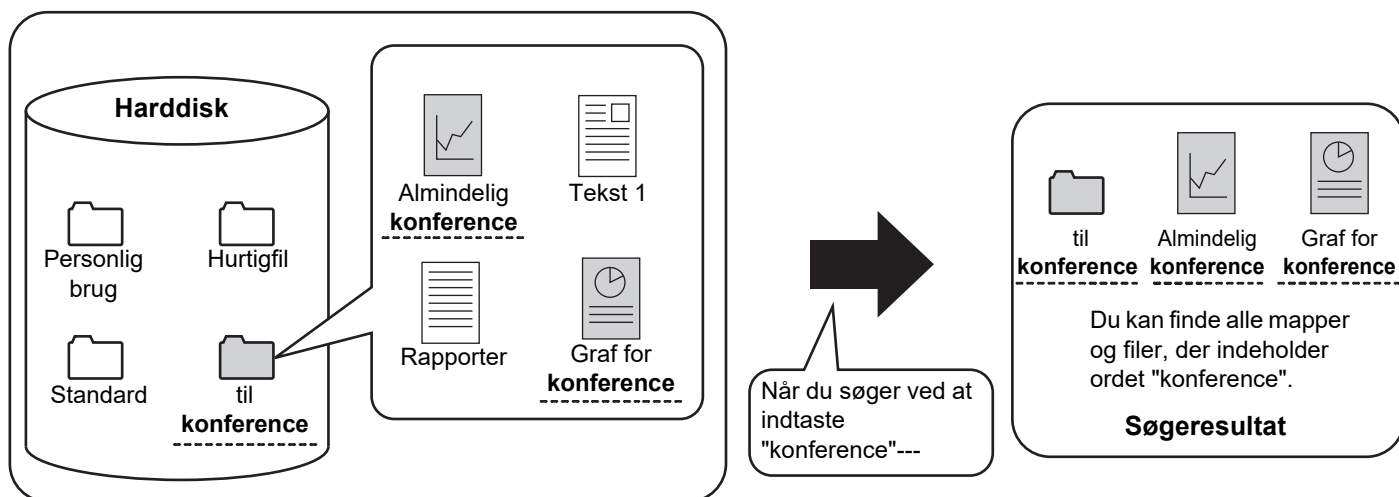 Harddisk
Personlig
brug
Hurtigfil
Standard
til
konference
Almindelig
konference
Tekst 1
Rapporter
Graf for
konference
Når du søger ved at
indtaste
"konference"---
til
konference
Almindelig
konference
Graf for
konference
Du kan finde alle mapper
og filer, der indeholder
ordet "konference".
Søgeresultat